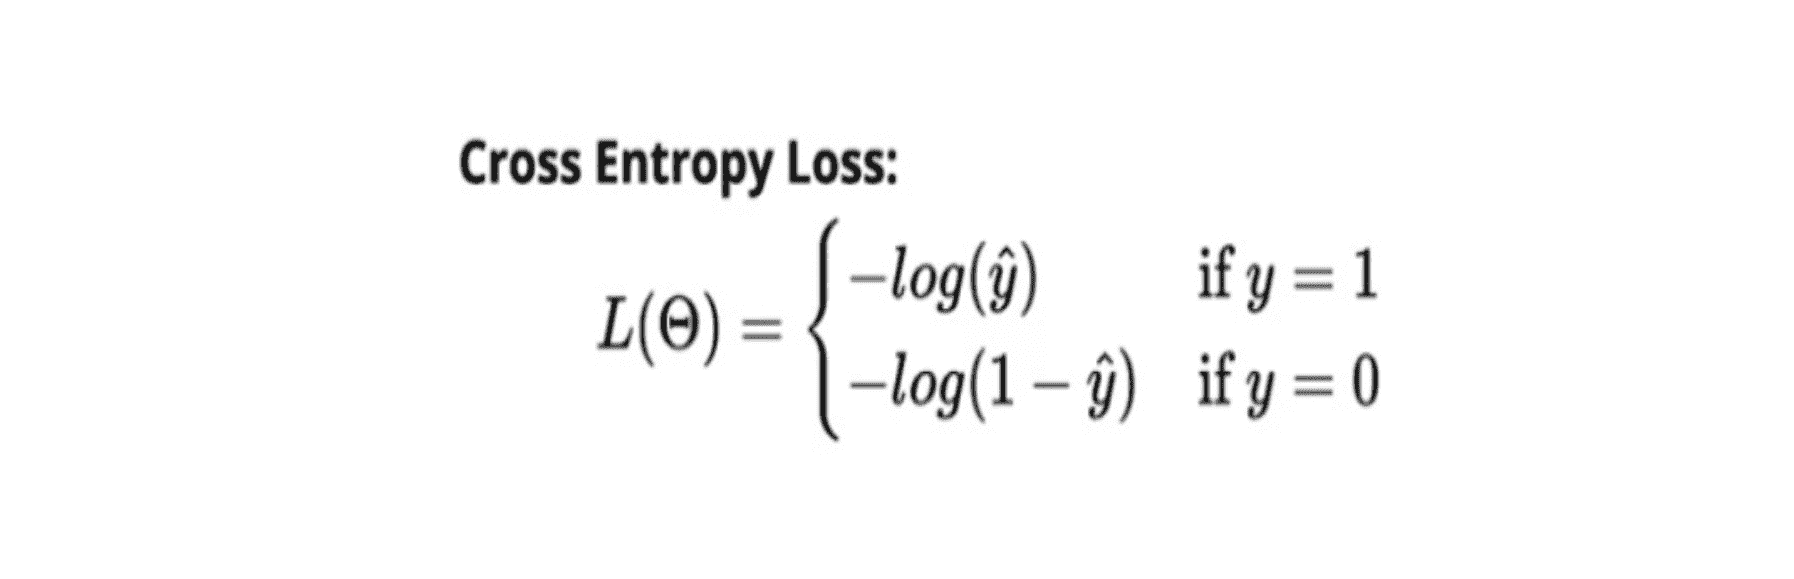 Cross Entropy Loss:
L(Θ) = { −log(ŷ) if y = 1
−log(1 − ŷ) if y = 0